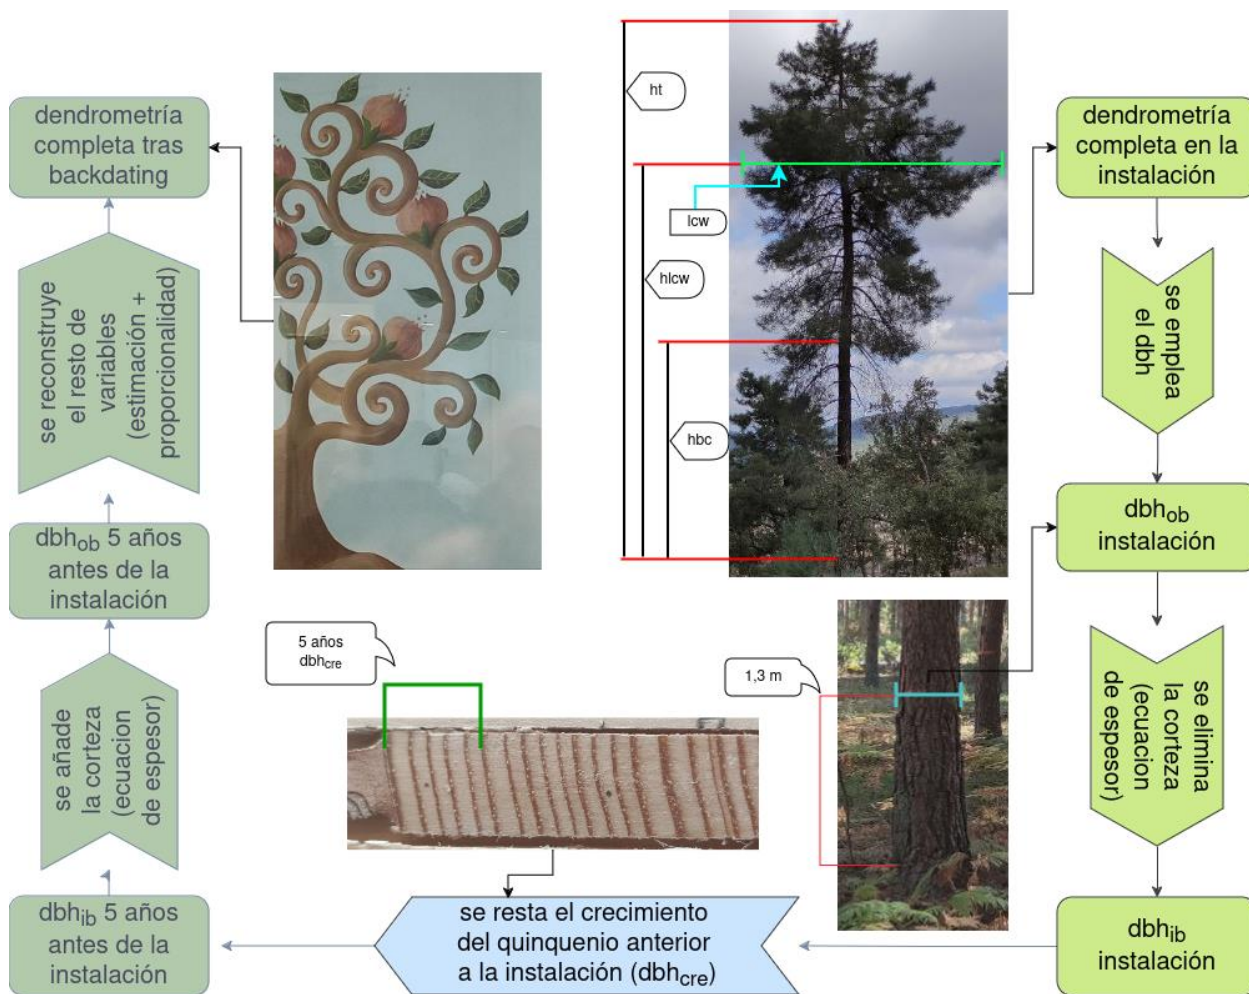 dendrometría
completa tras
backdating
se reconstruye
el resto de
variables
(estimación +
proporcionalidad)
dbhob 5 años
antes de la
instalación
se añade
la corteza
(ecuacion
de espesor)
dbhib 5 años
antes de la
instalación
ht
lcw
hlcw
hbc
dendrometría
completa en la
instalación
se emplea
el dbh
dbhob
instalación
se elimina
la corteza
(ecuacion
de espesor)
dbhib
instalación
5 años
dbhcre
1,3 m
se resta el crecimiento
del quinquenio anterior
a la instalación (dbhcre)